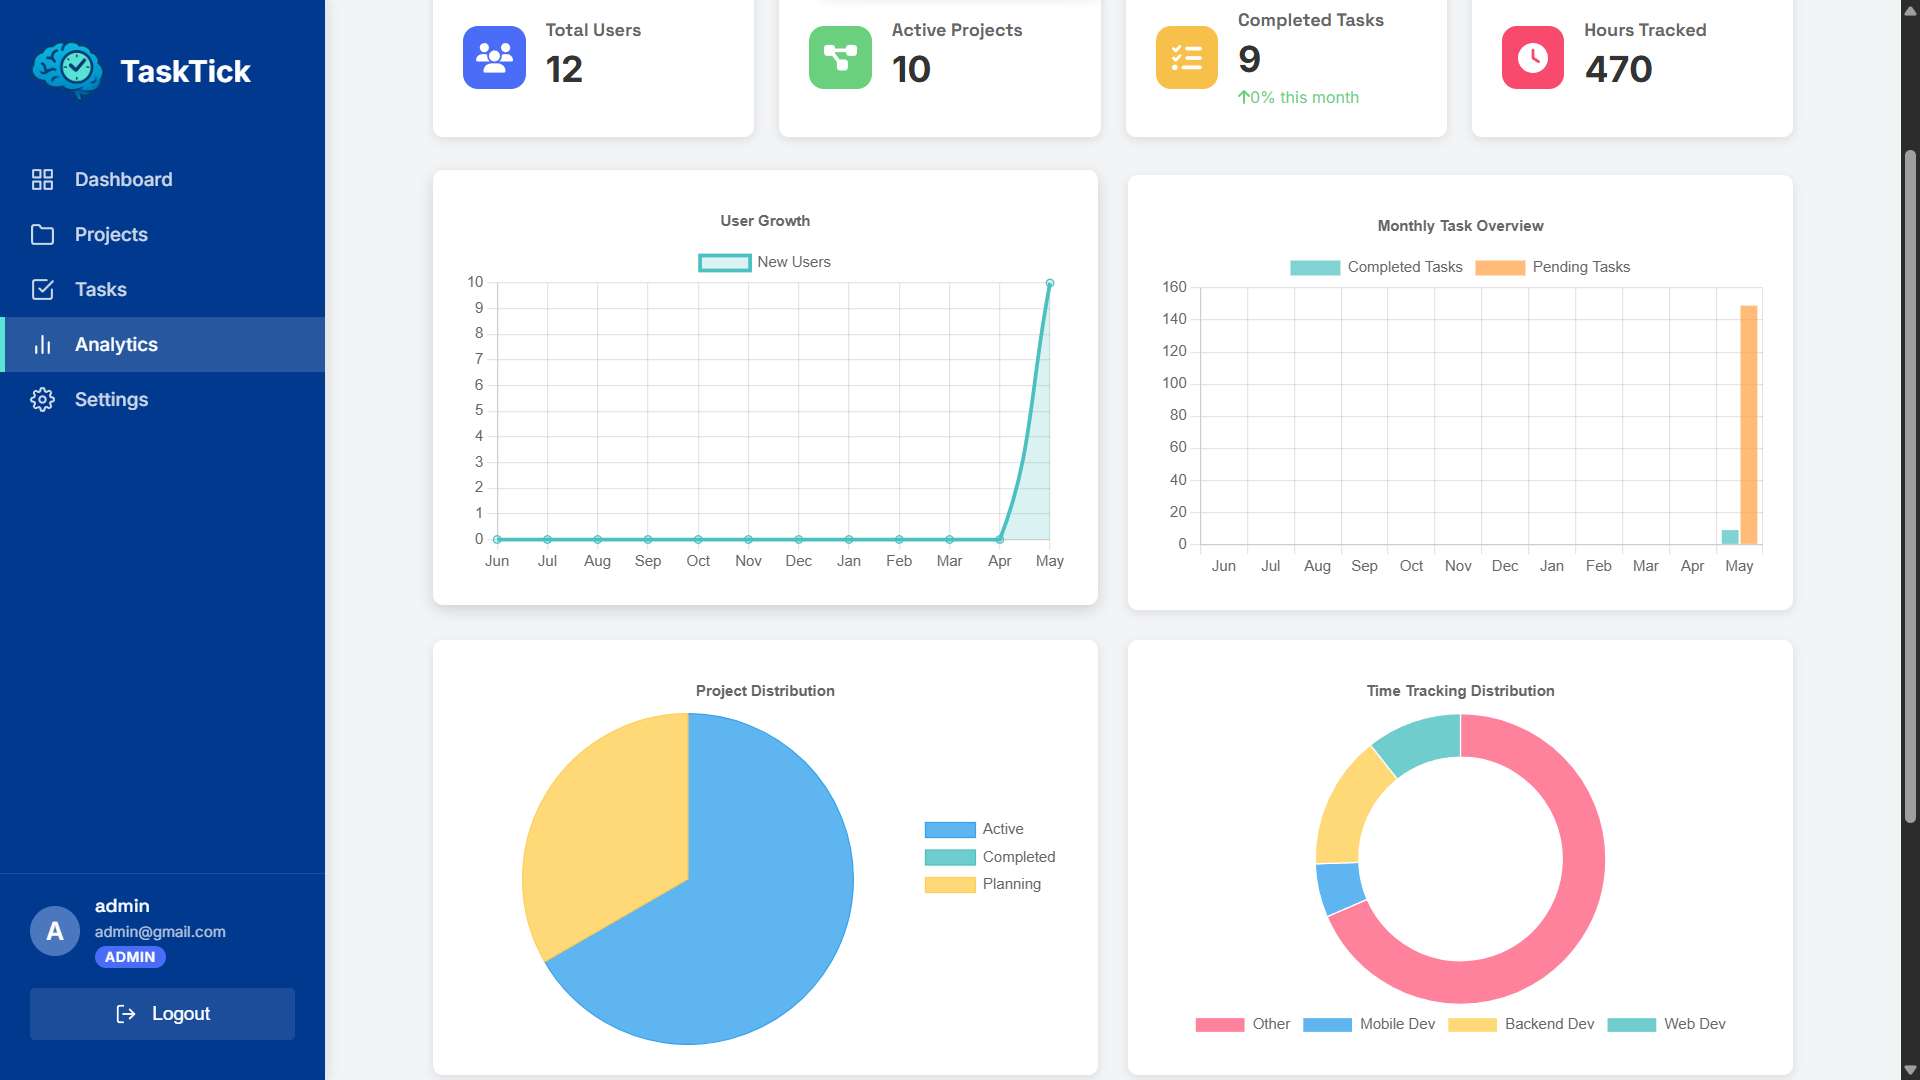 TaskTick
Dashboard
Projects
Tasks
Analytics
Settings
A
admin
admin@gmail.com
ADMIN
Logout
Total Users
12
Active Projects
10
Completed Tasks
9
0% this month
Hours Tracked
470
User Growth
New Users
10
9
8
7
6
5
4
3
2
1
0
Jun Jul Aug Sep Oct Nov Dec Jan Feb Mar Apr May
Monthly Task Overview
Completed Tasks Pending Tasks
160
140
120
100
80
60
40
20
0
Jun Jul Aug Sep Oct Nov Dec Jan Feb Mar Apr May
Project Distribution
Active
Completed
Planning
Time Tracking Distribution
Other Mobile Dev Backend Dev Web Dev